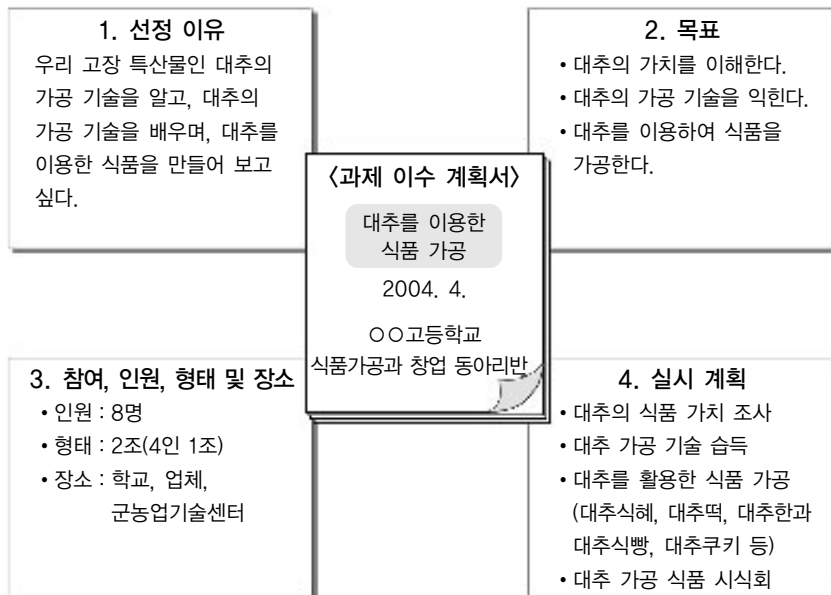 1. 선정 이유
우리 고장 특산물인 대추의
가공 기술을 알고, 대추의
가공 기술을 배우며, 대추를
이용한 식품을 만들어 보고
싶다.
2. 목표
• 대추의 가치를 이해한다.
• 대추의 가공 기술을 익힌다.
• 대추를 이용하여 식품을
가공한다.
〈과제 이수 계획서〉
대추를 이용한
식품 가공
2004. 4.
○○고등학교
식품가공과 창업 동아리반
3. 참여, 인원, 형태 및 장소
• 인원 : 8명
• 형태 : 2조(4인 1조)
• 장소 : 학교, 업체,
군농업기술센터
4. 실시 계획
• 대추의 식품 가치 조사
• 대추 가공 기술 습득
• 대추를 활용한 식품 가공
(대추식혜, 대추떡, 대추한과
대추식빵, 대추쿠키 등)
• 대추 가공 식품 시식회